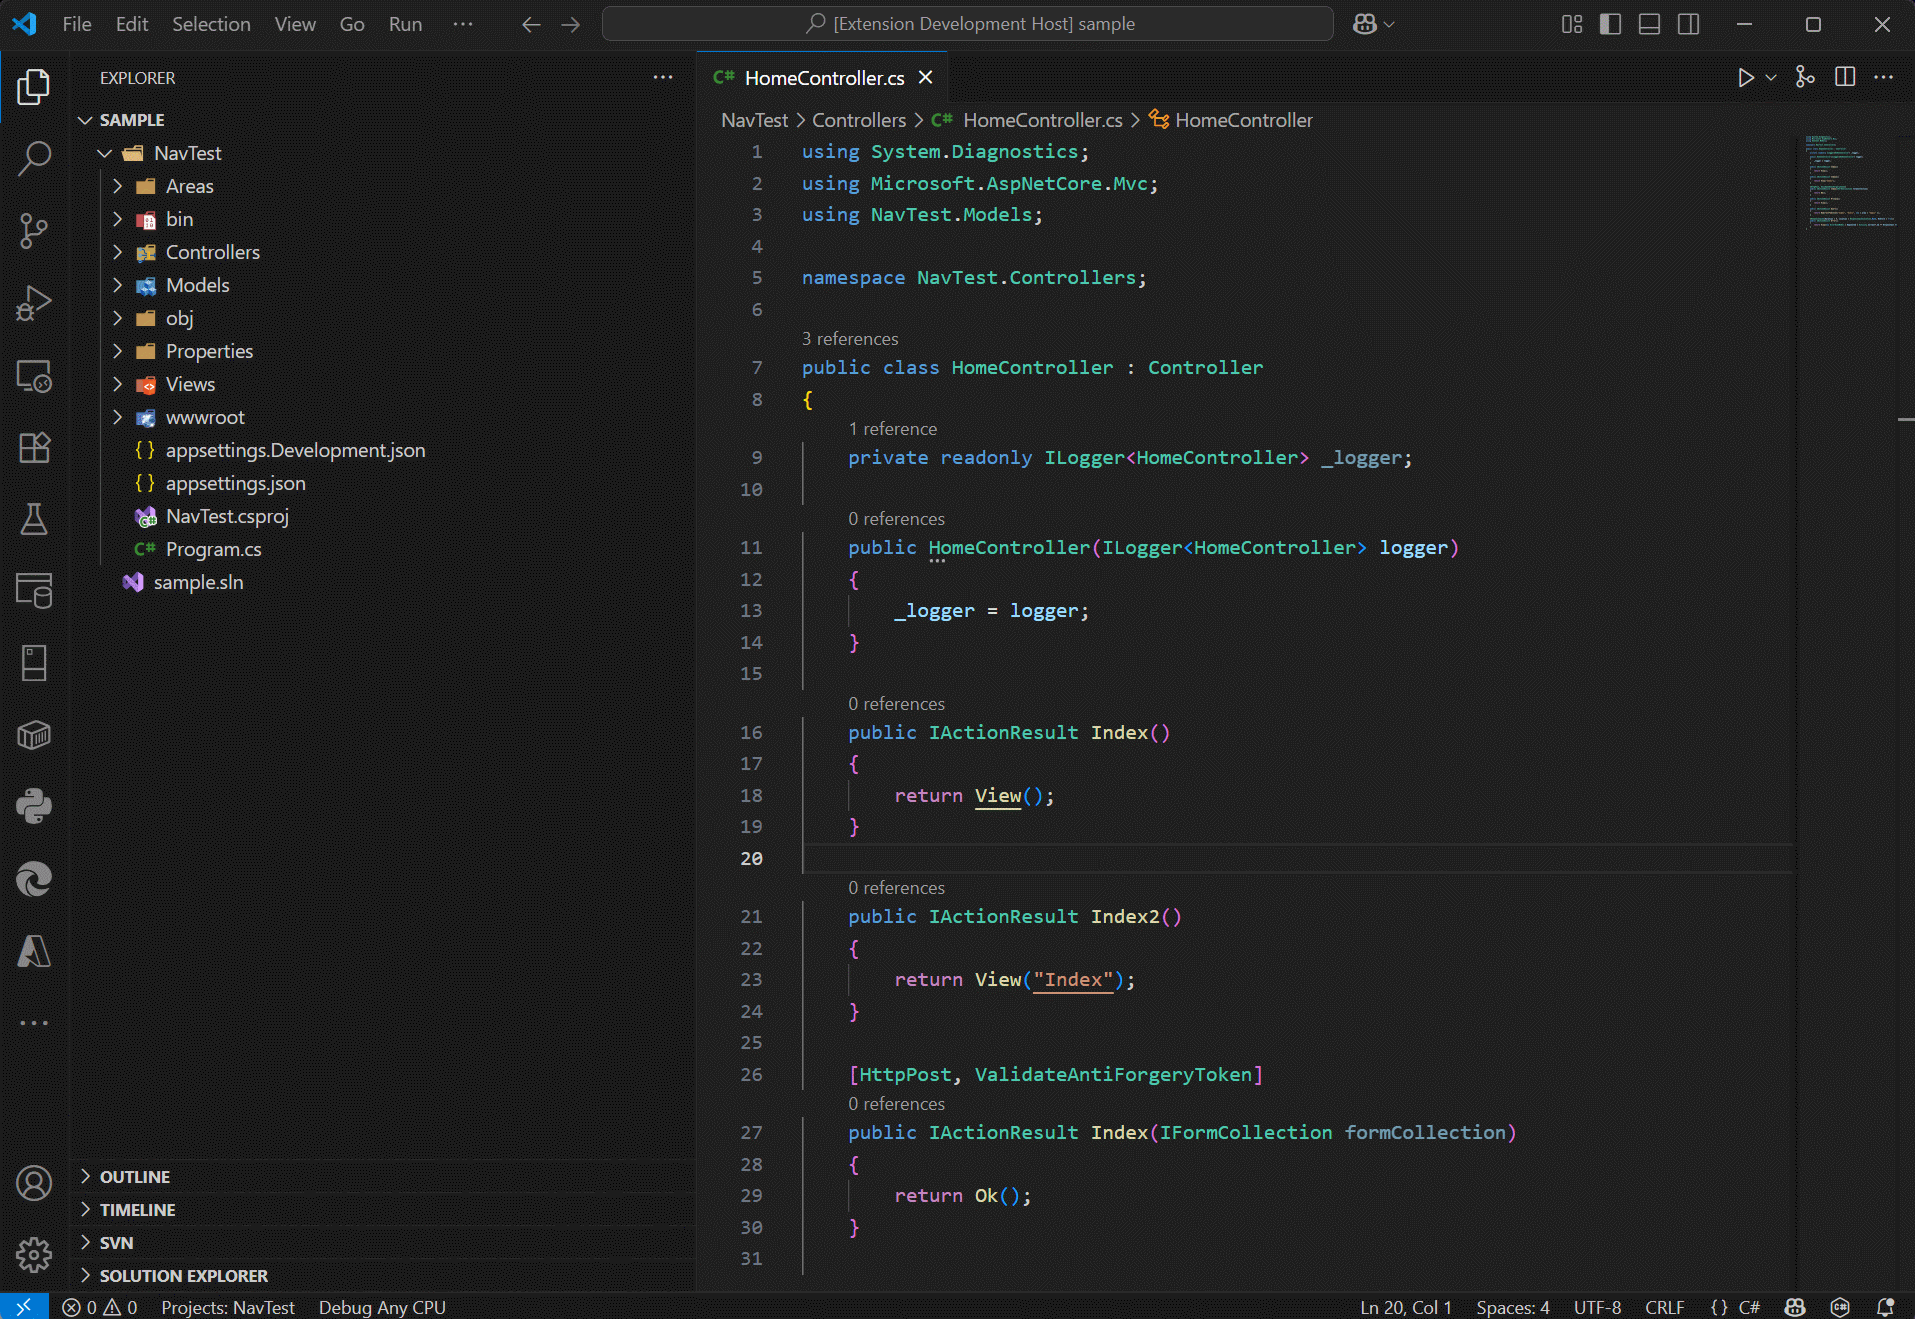 File Edit Selection View Go Run ··· [Extension Development Host] sample
EXPLORER ···
SAMPLE
NavTest
Areas
bin
Controllers
Models
obj
Properties
Views
wwwroot
{ } appsettings.Development.json
{ } appsettings.json
NavTest.csproj
C# Program.cs
sample.sln
OUTLINE
TIMELINE
SVN
SOLUTION EXPLORER
C# HomeController.cs
NavTest > Controllers > C# HomeController.cs > HomeController
1 using System.Diagnostics;
2 using Microsoft.AspNetCore.Mvc;
3 using NavTest.Models;
4
5 namespace NavTest.Controllers;
6
3 references
7 public class HomeController : Controller
8 {
1 reference
9 private readonly ILogger<HomeController> _logger;
10
0 references
11 public HomeController(ILogger<HomeController> logger)
12 {
13 _logger = logger;
14 }
15
0 references
16 public IActionResult Index()
17 {
18 return View();
19 }
20
0 references
21 public IActionResult Index2()
22 {
23 return View("Index");
24 }
25
26 [HttpPost, ValidateAntiForgeryToken]
0 references
27 public IActionResult Index(IFormCollection formCollection)
28 {
29 return Ok();
30 }
31
0 0 Projects: NavTest Debug Any CPU Ln 20, Col 1 Spaces: 4 UTF-8 CRLF { } C#